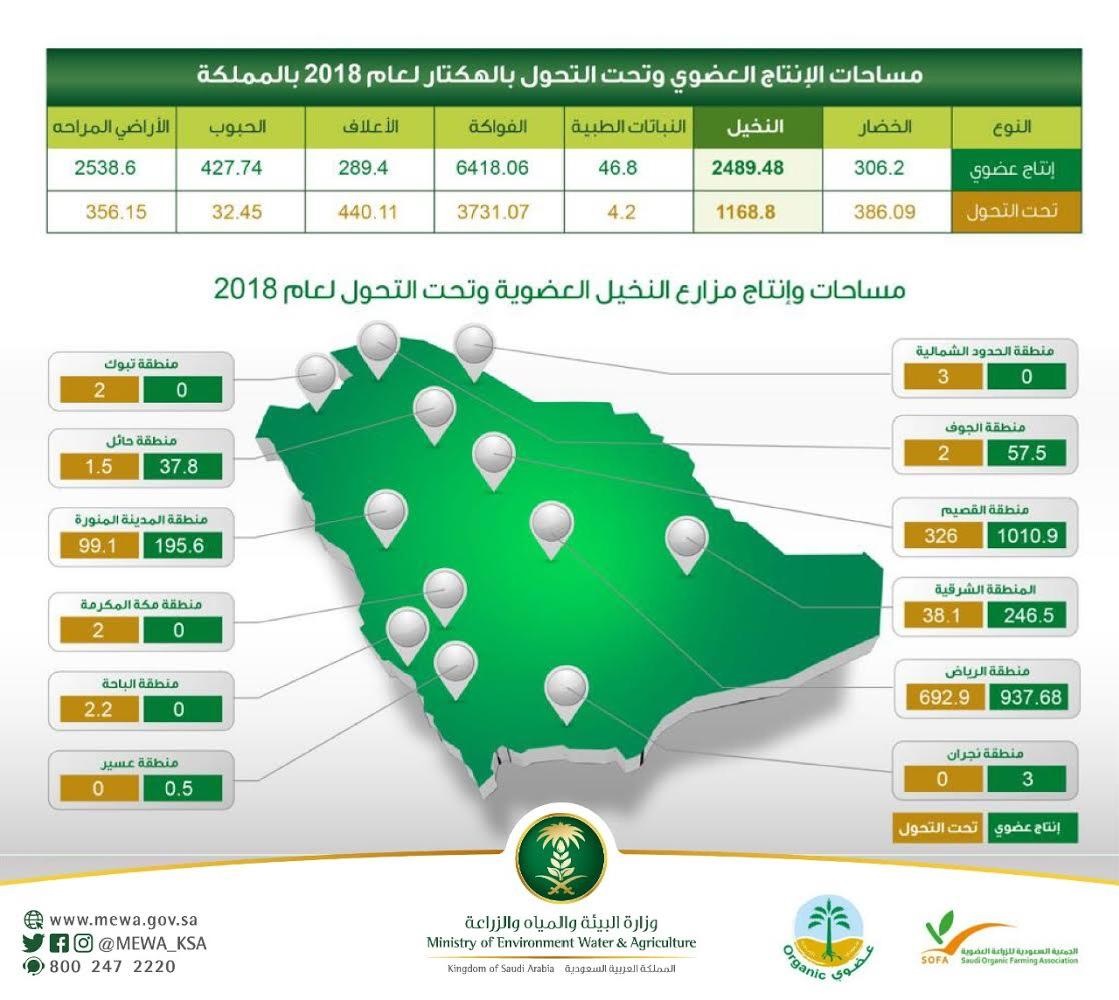 مساحات الإنتاج العضوي وتحت التحول بالهكتار لعام 2018 بالمملكة
النوع الخضار النخيل النباتات الطبية الفواكة الأعلاف الحبوب الأراضي المراحه
إنتاج عضوي 306.2 2489.48 46.8 6418.06 289.4 427.74 2538.6
تحت التحول 386.09 1168.8 4.2 3731.07 440.11 32.45 356.15
مساحات وإنتاج مزارع النخيل العضوية وتحت التحول لعام 2018
منطقة الحدود الشمالية
0 3
منطقة الجوف
57.5 2
منطقة القصيم
1010.9 326
المنطقة الشرقية
246.5 38.1
منطقة الرياض
937.68 692.9
منطقة نجران
3 0
إنتاج عضوي تحت التحول
منطقة تبوك
0 2
منطقة حائل
37.8 1.5
منطقة المدينة المنورة
195.6 99.1
منطقة مكة المكرمة
0 2
منطقة الباحة
0 2.2
منطقة عسير
0.5 0
www.mewa.gov.sa
@MEWA_KSA
800 247 2220
وزارة البيئة والمياه والزراعة
Ministry of Environment Water & Agriculture
Kingdom of Saudi Arabia المملكة العربية السعودية
Organic عضوي
الجمعية السعودية للزراعة العضوية
SOFA Saudi Organic Farming Association